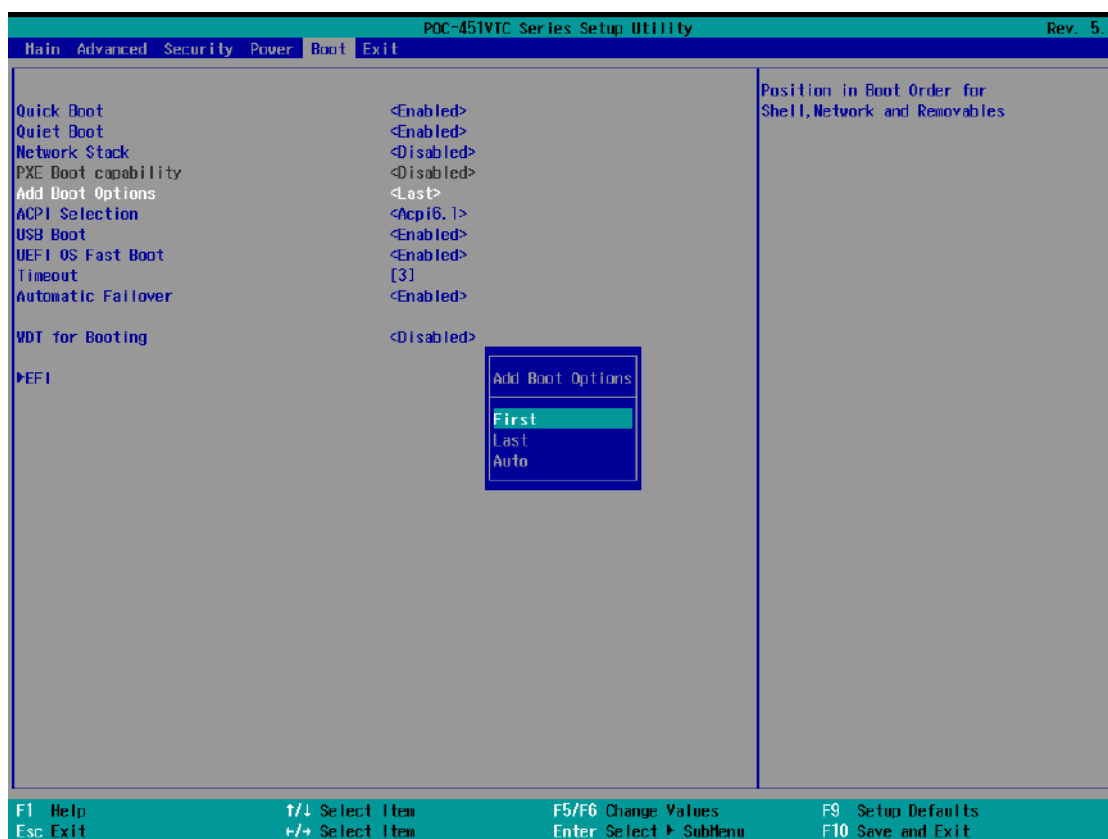 POC-451VTC Series Setup Utility Rev. 5.
Main Advanced Security Power Boot Exit
Position in Boot Order for
Shell,Network and Removables
Quick Boot <Enabled>
Quiet Boot <Enabled>
Network Stack <Disabled>
PXE Boot capability <Disabled>
Add Boot Options <Last>
ACPI Selection <Acpi6.1>
USB Boot <Enabled>
UEFI OS Fast Boot <Enabled>
Timeout [3]
Automatic Failover <Enabled>
WDT for Booting <Disabled>
►EFI
Add Boot Options
First
Last
Auto
F1 Help ↑/↓ Select Item F5/F6 Change Values F9 Setup Defaults
Esc Exit ←/→ Select Item Enter Select ► SubMenu F10 Save and Exit